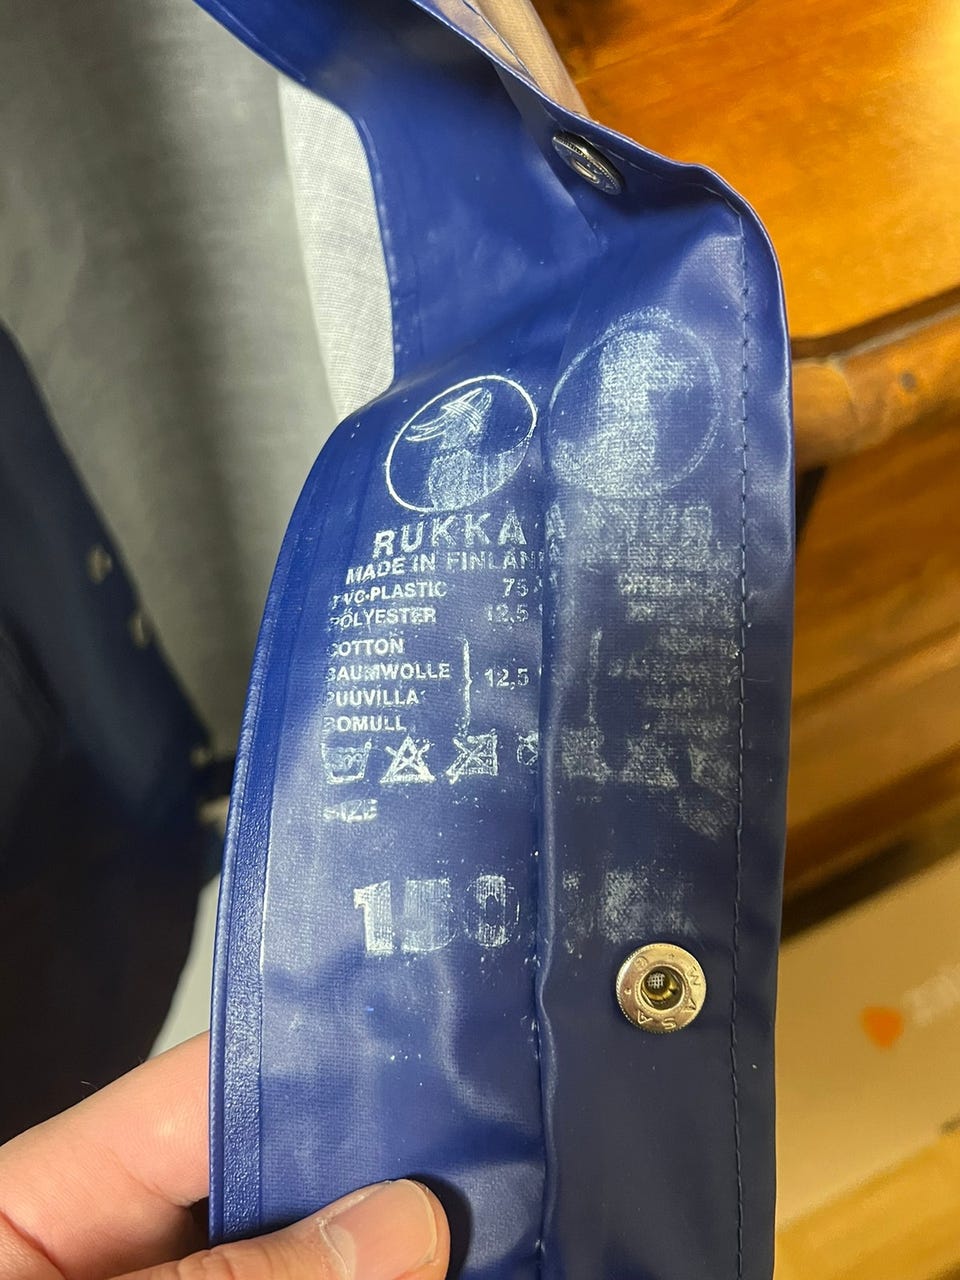 RUKKA
MADE IN FINLAN
PVC-PLASTIC 75
POLYESTER 12,5
COTTON
BAUMWOLLE 12,5
PUUVILLA
BOMULL
SIZE
150
W A S A